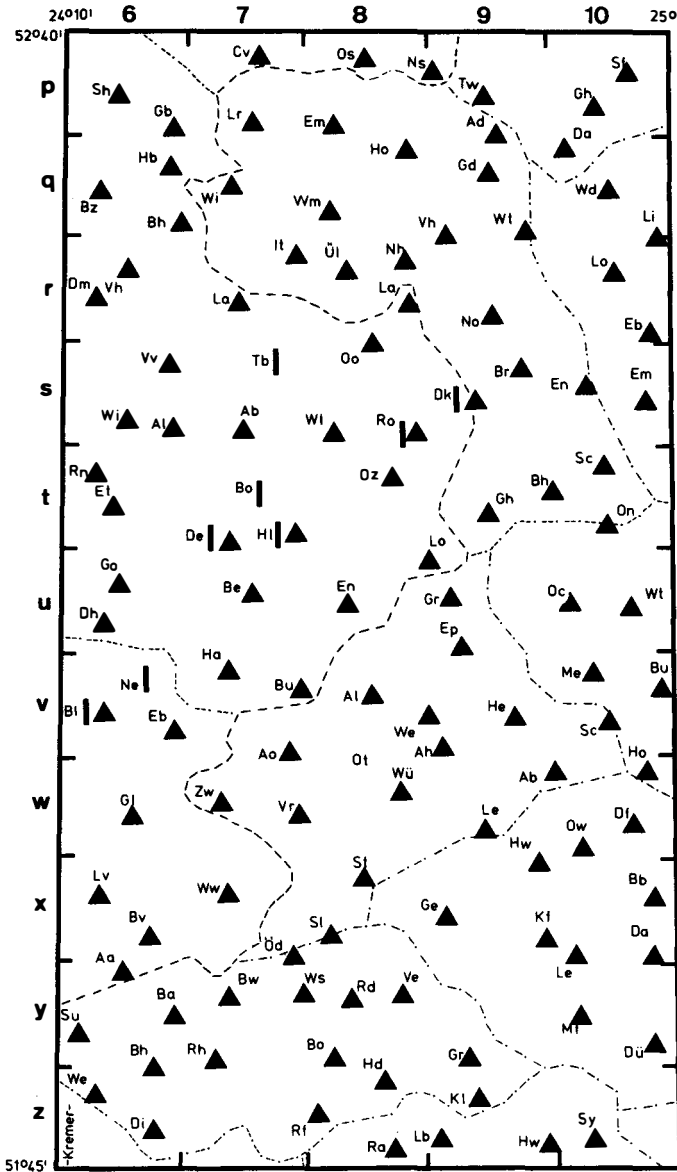 24°10' 6 7 8 9 10 25°
52°40'
Cv Os Ns Sf
p Sh Tw Gh
Gb Lr Em Ad Da
Hb Ho Gd
q Bz Wi Wm Wd
Bh Vh Wt Li
It Ül Nh Lo
r Dm Vh La La No Eb
Vv Tb Oo Br En Em
s Dk
Wi Al Ab Wl Ro
Rn Oz Sc
t Et Bo Gh Bh On
De Hl Lo
Go
u Be En Gr Oc Wt
Dh Ep
Ha Me Bu
Ne Bu Al
v Bl Eb We He Sc
Ao Ot Ah Ho
Wü Ab
w Gl Zw Vr Df
Le Hw Ow
Lv St Bb
x Ww Ge
Bv Sl Kf Da
Aa Öd Le
Bw Ws Rd Ve
y Su Ba Mf
Bh Rh Bo Gr Dü
We Hd Kl
z -Kremer- Di Rf Lb Hw Sy
51°45' Ra